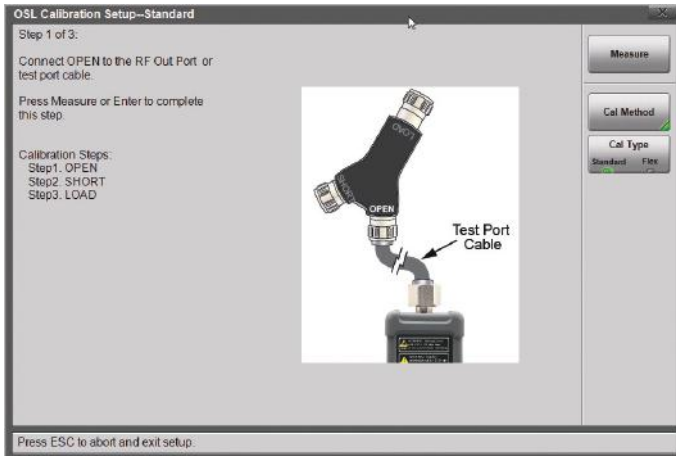 OSL Calibration Setup--Standard
Step 1 of 3:
Connect OPEN to the RF Out Port or
test port cable.
Press Measure or Enter to complete
this step.
Calibration Steps:
Step1. OPEN
Step2. SHORT
Step3. LOAD
LOAD
SHORT
OPEN
Test Port
Cable
Measure
Cal Method
Cal Type
Standard Flex
Press ESC to abort and exit setup.